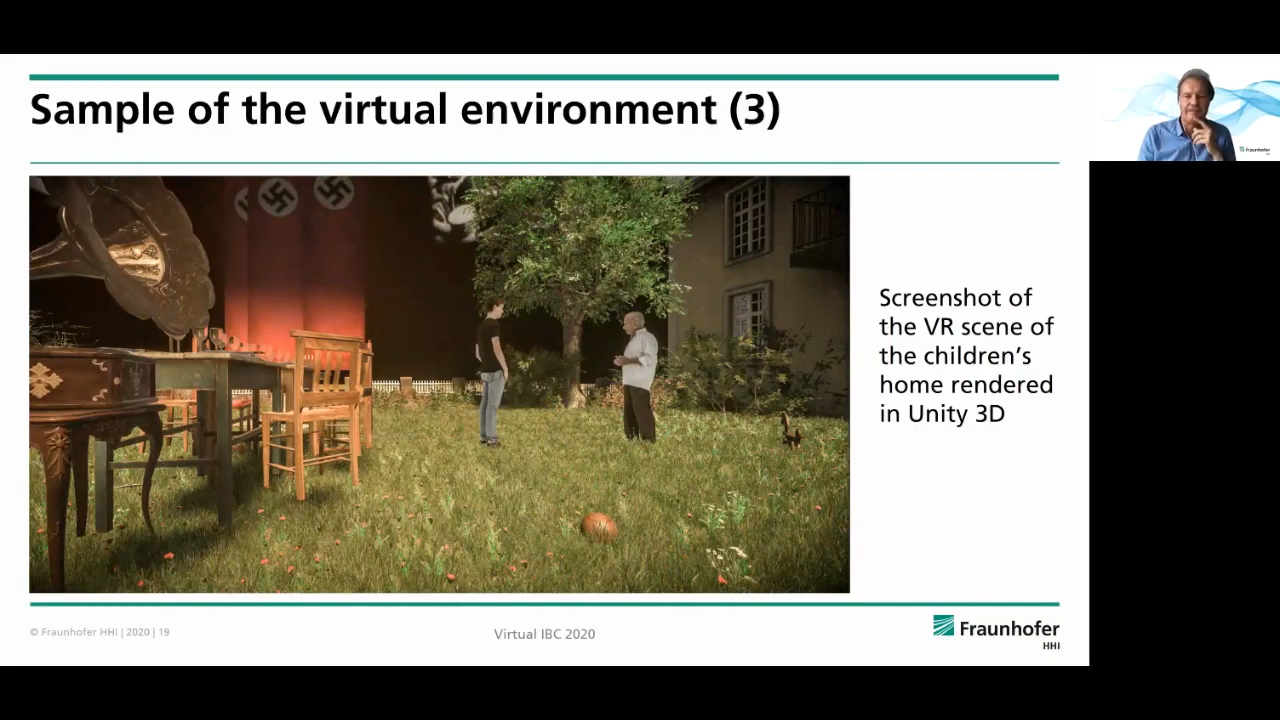 Sample of the virtual environment (3)
Screenshot of
the VR scene of
the children's
home rendered
in Unity 3D
© Fraunhofer HHI | 2020 | 19
Virtual IBC 2020
Fraunhofer
HHI
Fraunhofer